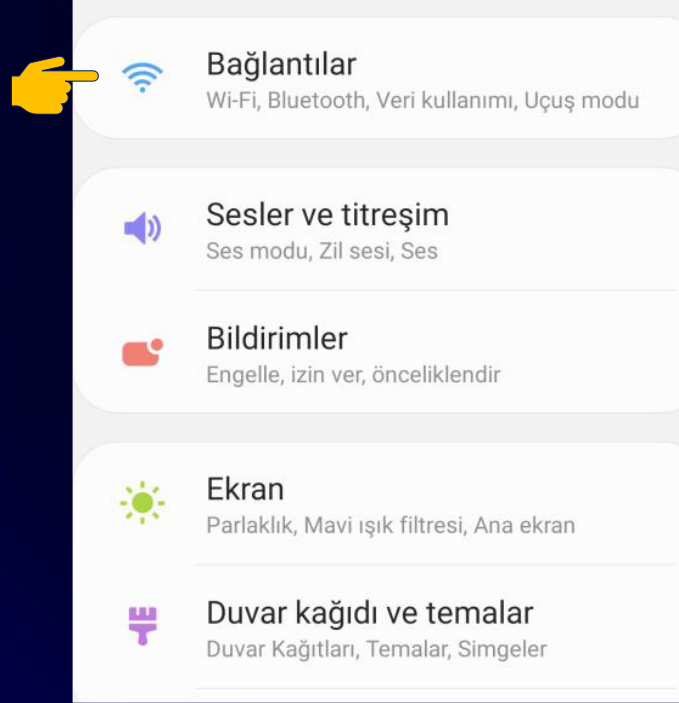 Bağlantılar
Wi-Fi, Bluetooth, Veri kullanımı, Uçuş modu
Sesler ve titreşim
Ses modu, Zil sesi, Ses
Bildirimler
Engelle, izin ver, önceliklendir
Ekran
Parlaklık, Mavi ışık filtresi, Ana ekran
Duvar kağıdı ve temalar
Duvar Kağıtları, Temalar, Simgeler